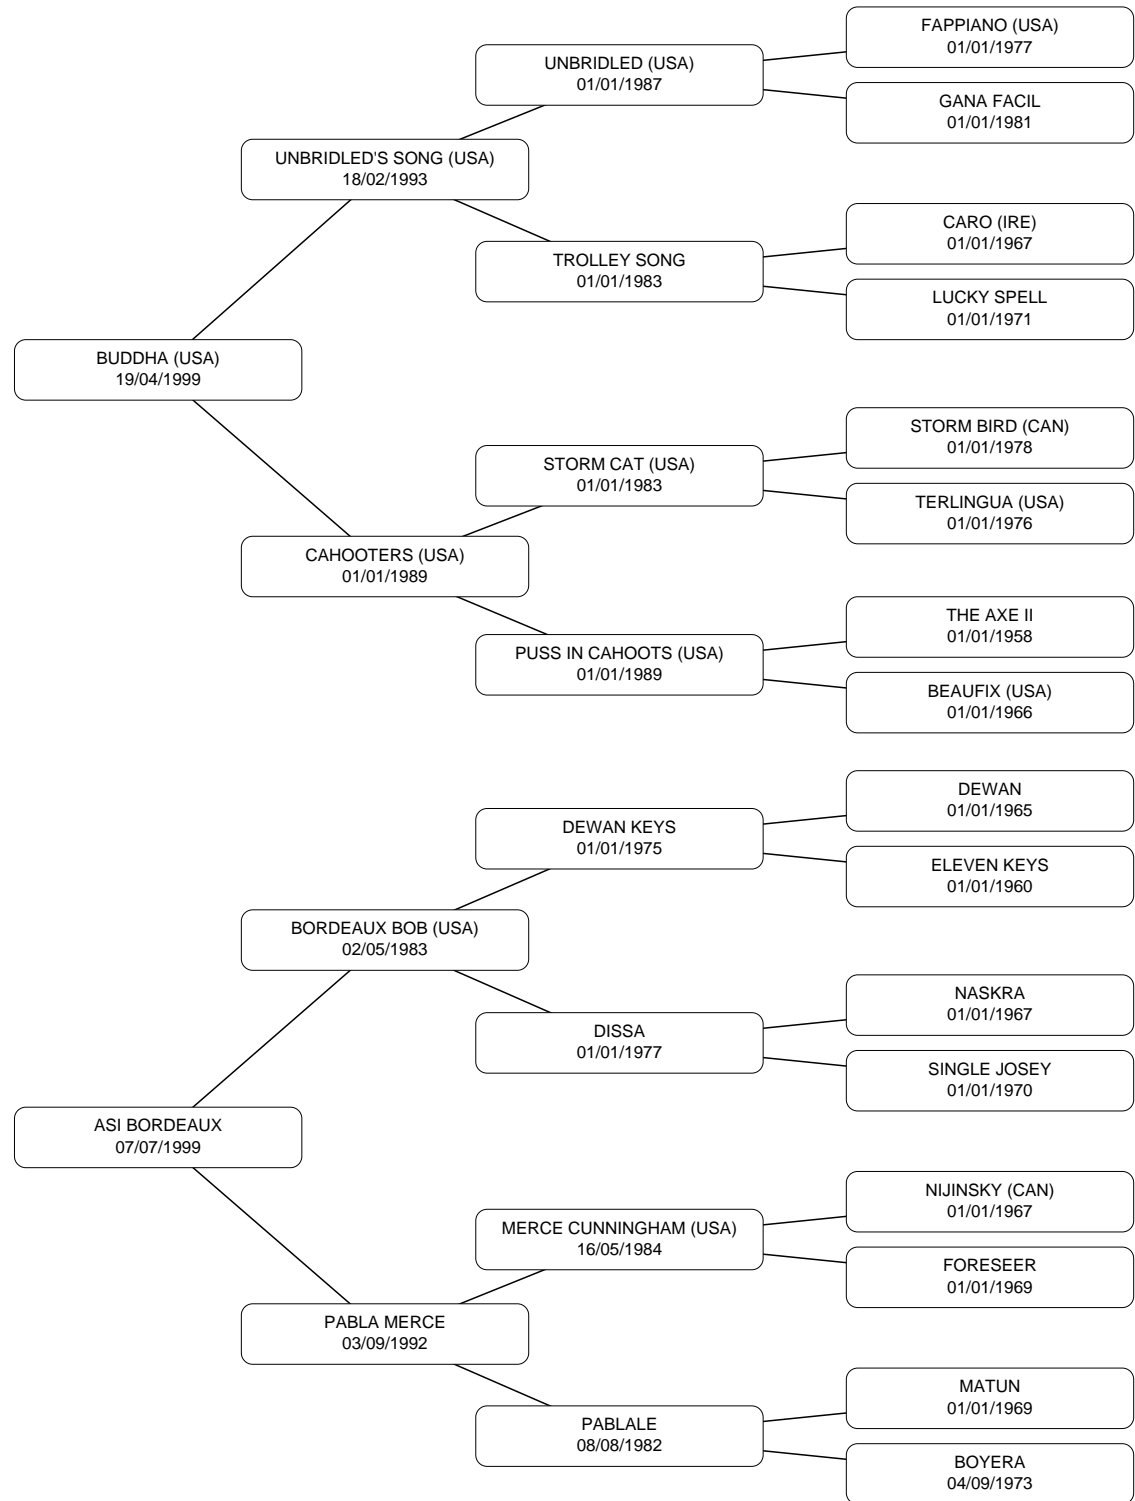 FAPPIANO (USA)
01/01/1977
UNBRIDLED (USA)
01/01/1987
GANA FACIL
01/01/1981
UNBRIDLED'S SONG (USA)
18/02/1993
CARO (IRE)
01/01/1967
TROLLEY SONG
01/01/1983
LUCKY SPELL
01/01/1971
BUDDHA (USA)
19/04/1999
STORM BIRD (CAN)
01/01/1978
STORM CAT (USA)
01/01/1983
TERLINGUA (USA)
01/01/1976
CAHOOTERS (USA)
01/01/1989
THE AXE II
01/01/1958
PUSS IN CAHOOTS (USA)
01/01/1989
BEAUFIX (USA)
01/01/1966
DEWAN
01/01/1965
DEWAN KEYS
01/01/1975
ELEVEN KEYS
01/01/1960
BORDEAUX BOB (USA)
02/05/1983
NASKRA
01/01/1967
DISSA
01/01/1977
SINGLE JOSEY
01/01/1970
ASI BORDEAUX
07/07/1999
NIJINSKY (CAN)
01/01/1967
MERCE CUNNINGHAM (USA)
16/05/1984
FORESEER
01/01/1969
PABLA MERCE
03/09/1992
MATUN
01/01/1969
PABLALE
08/08/1982
BOYERA
04/09/1973